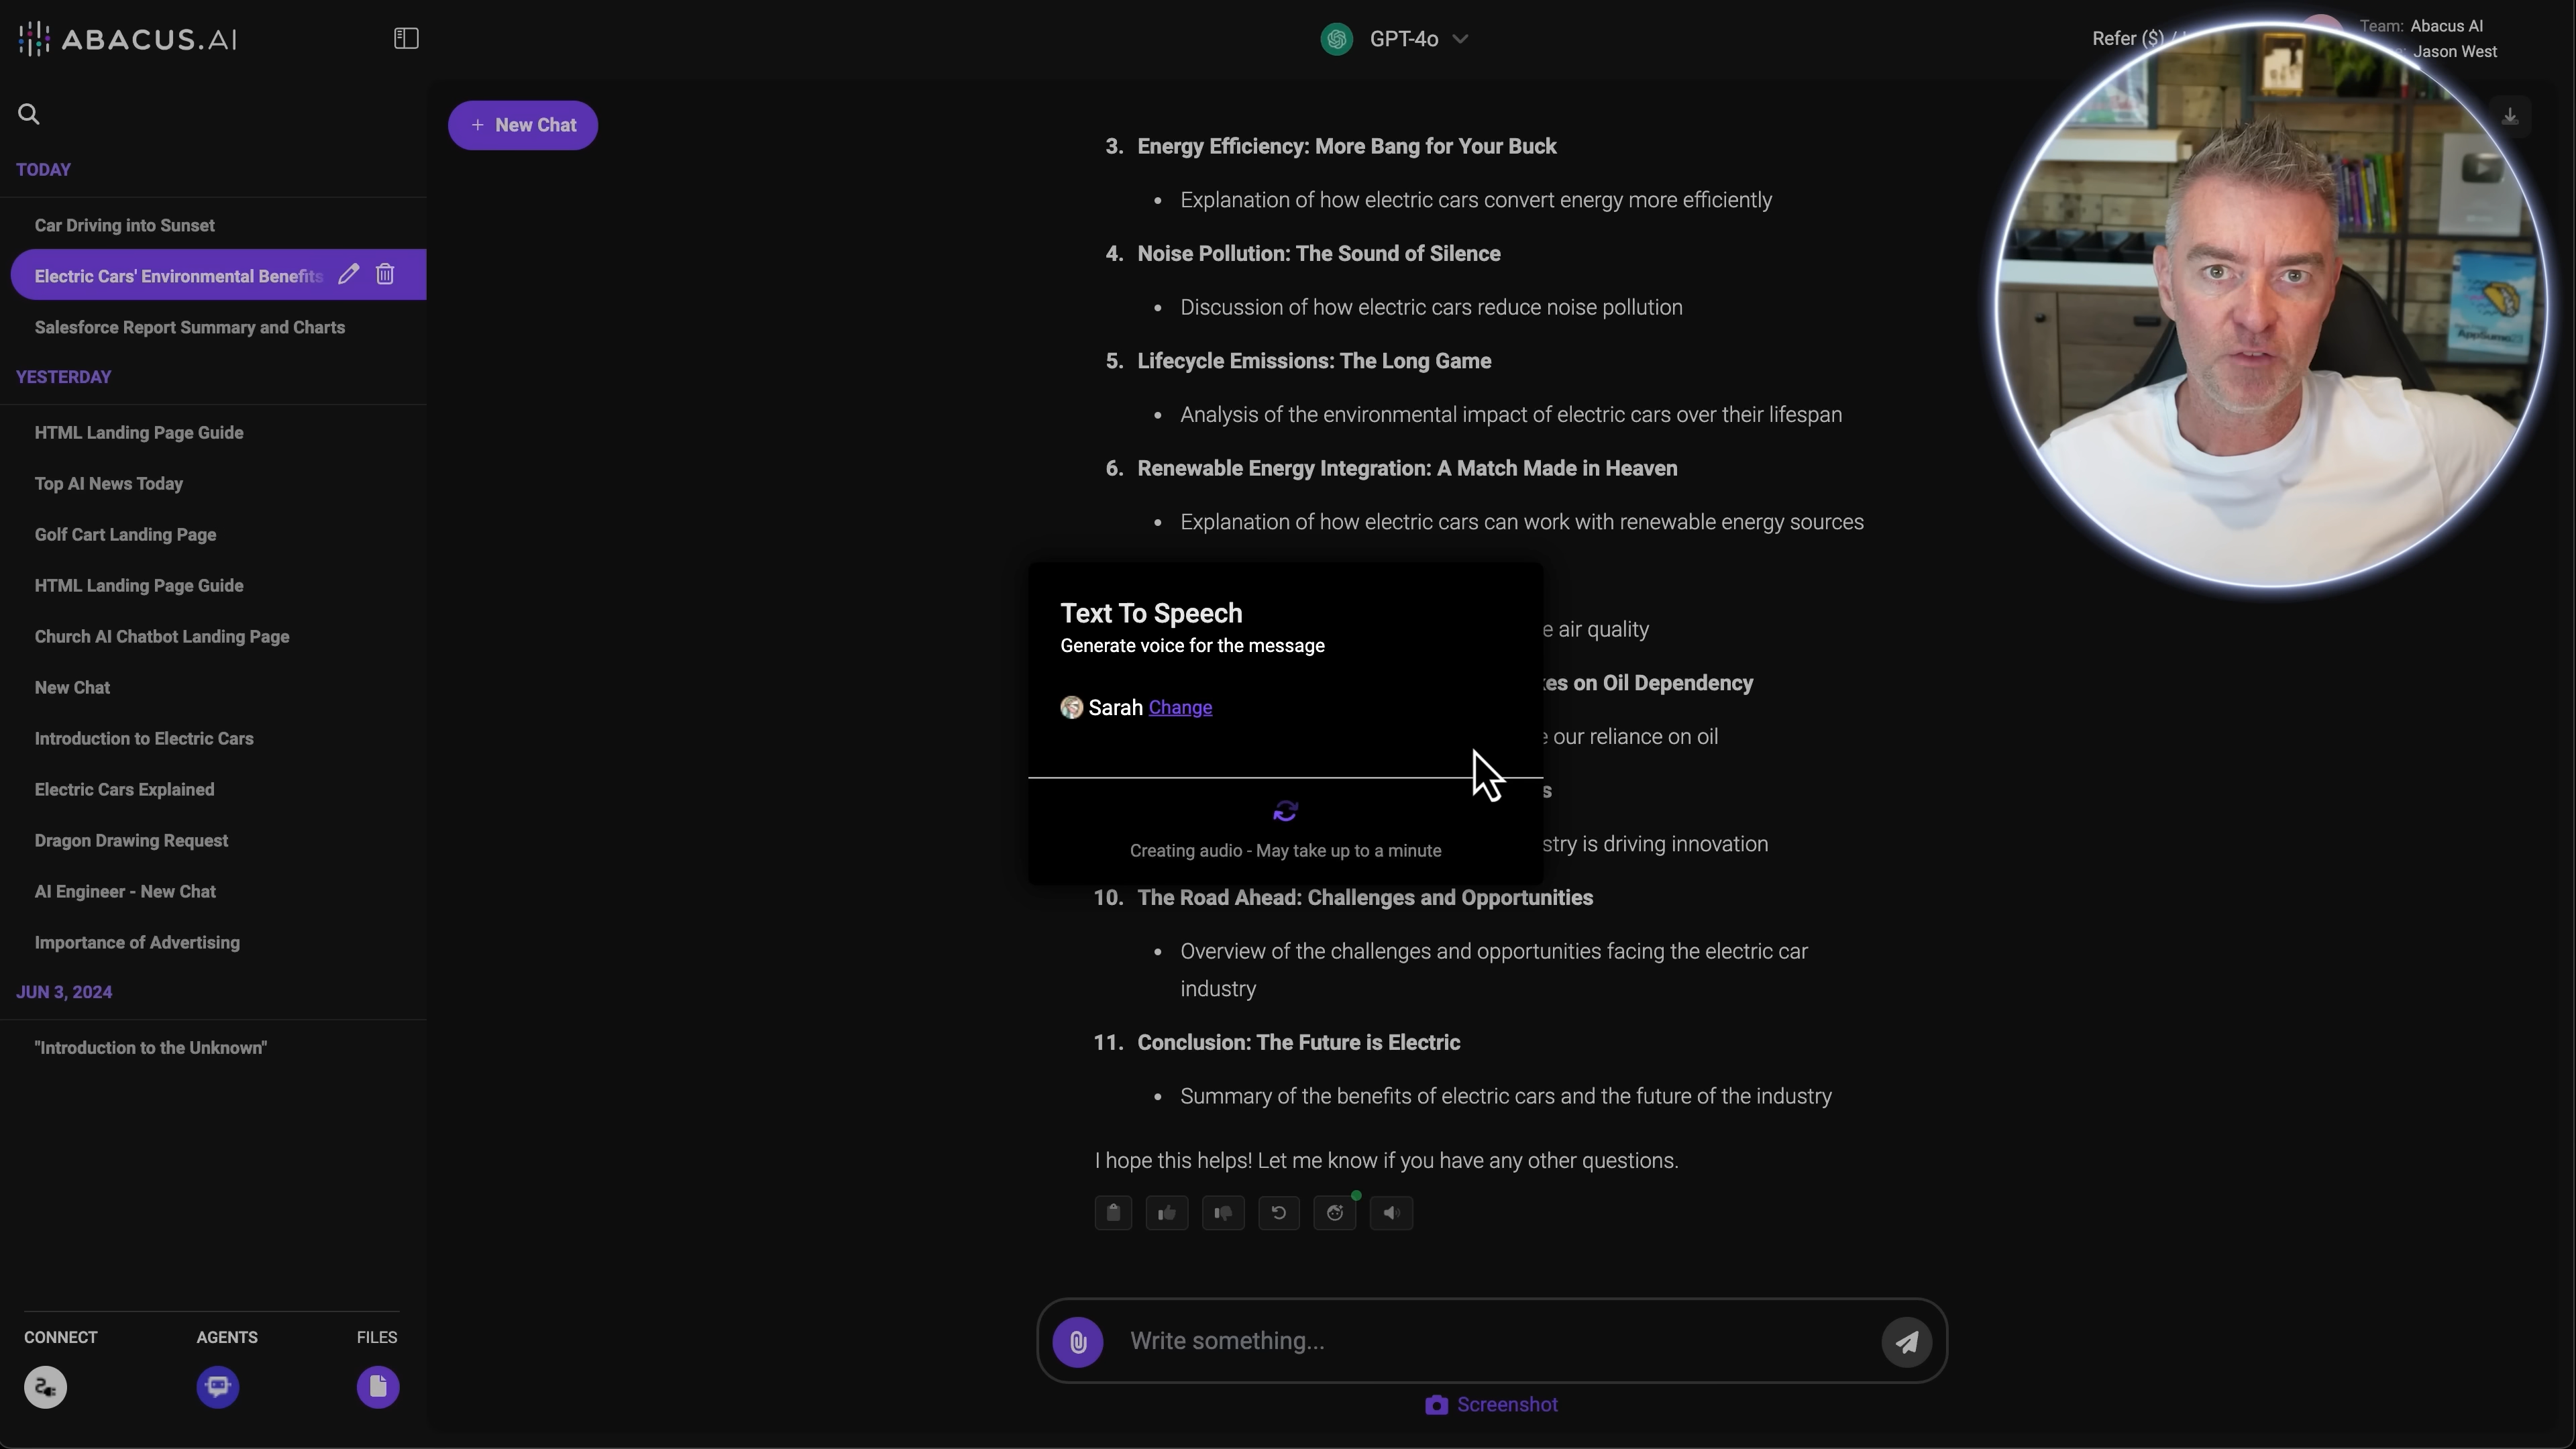 ABACUS.AI
GPT-4o
Refer ($) /
Team: Abacus AI
Jason West
TODAY
Car Driving into Sunset
Electric Cars' Environmental Benefits
Salesforce Report Summary and Charts
YESTERDAY
HTML Landing Page Guide
Top AI News Today
Golf Cart Landing Page
HTML Landing Page Guide
Church AI Chatbot Landing Page
New Chat
Introduction to Electric Cars
Electric Cars Explained
Dragon Drawing Request
AI Engineer - New Chat
Importance of Advertising
JUN 3, 2024
"Introduction to the Unknown"
CONNECT
AGENTS
FILES
+ New Chat
3. Energy Efficiency: More Bang for Your Buck
• Explanation of how electric cars convert energy more efficiently
4. Noise Pollution: The Sound of Silence
• Discussion of how electric cars reduce noise pollution
5. Lifecycle Emissions: The Long Game
• Analysis of the environmental impact of electric cars over their lifespan
6. Renewable Energy Integration: A Match Made in Heaven
• Explanation of how electric cars can work with renewable energy sources
Text To Speech
Generate voice for the message
Sarah Change
Creating audio - May take up to a minute
air quality
on Oil Dependency
our reliance on oil
is driving innovation
10. The Road Ahead: Challenges and Opportunities
• Overview of the challenges and opportunities facing the electric car
industry
11. Conclusion: The Future is Electric
• Summary of the benefits of electric cars and the future of the industry
I hope this helps! Let me know if you have any other questions.
Write something...
Screenshot